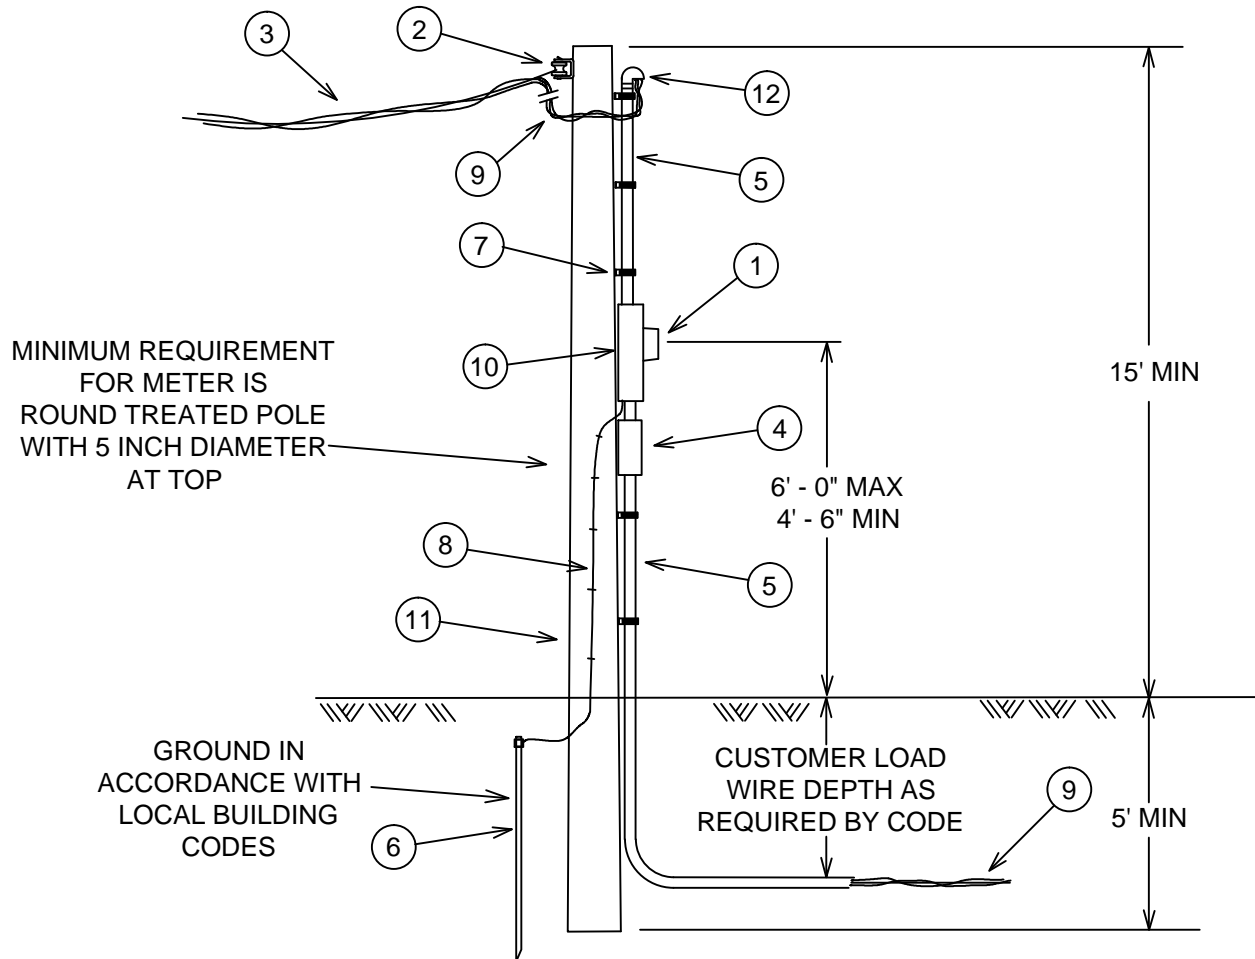 3
2
12
9
5
7
1
MINIMUM REQUIREMENT
FOR METER IS
ROUND TREATED POLE
WITH 5 INCH DIAMETER
AT TOP
10
15' MIN
4
6' - 0" MAX
4' - 6" MIN
8
5
11
GROUND IN
ACCORDANCE WITH
LOCAL BUILDING
CODES
6
CUSTOMER LOAD
WIRE DEPTH AS
REQUIRED BY CODE
9
5' MIN